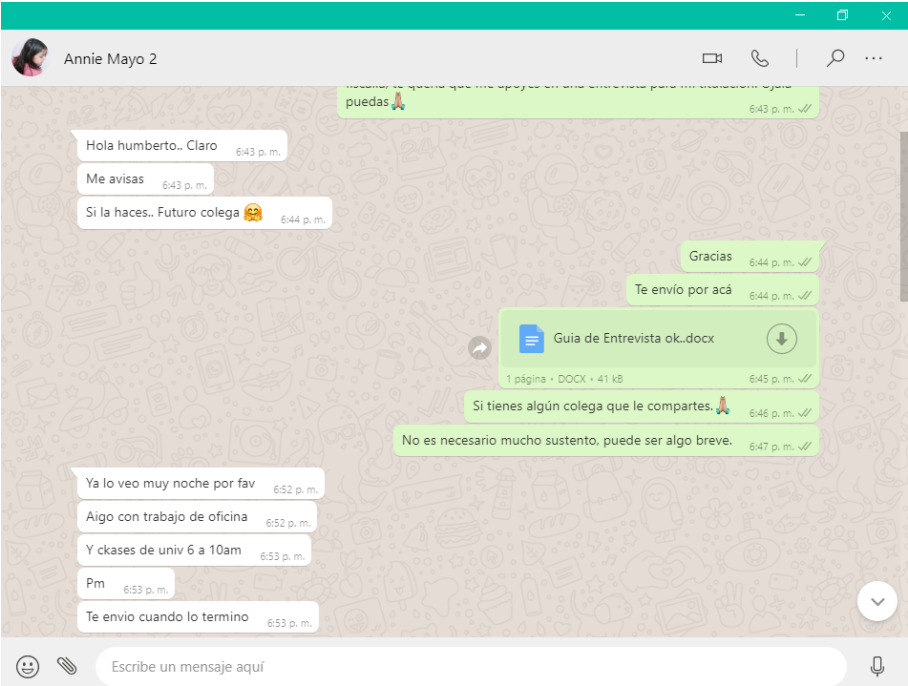 Annie Mayo 2
puedas🙏🏼
6:43 p. m.
Hola humberto.. Claro
6:43 p. m.
Me avisas
6:43 p. m.
Si la haces.. Futuro colega 🤗
6:44 p. m.
Gracias
6:44 p. m.
Te envío por acá
6:44 p. m.
Guia de Entrevista ok..docx
1 página • DOCX • 41 kB
6:45 p. m.
Si tienes algún colega que le compartes.🙏🏼
6:46 p. m.
No es necesario mucho sustento, puede ser algo breve.
6:47 p. m.
Ya lo veo muy noche por fav
6:52 p. m.
Aigo con trabajo de oficina
6:52 p. m.
Y ckases de univ 6 a 10am
6:53 p. m.
Pm
6:53 p. m.
Te envio cuando lo termino
6:53 p. m.
Escribe un mensaje aquí